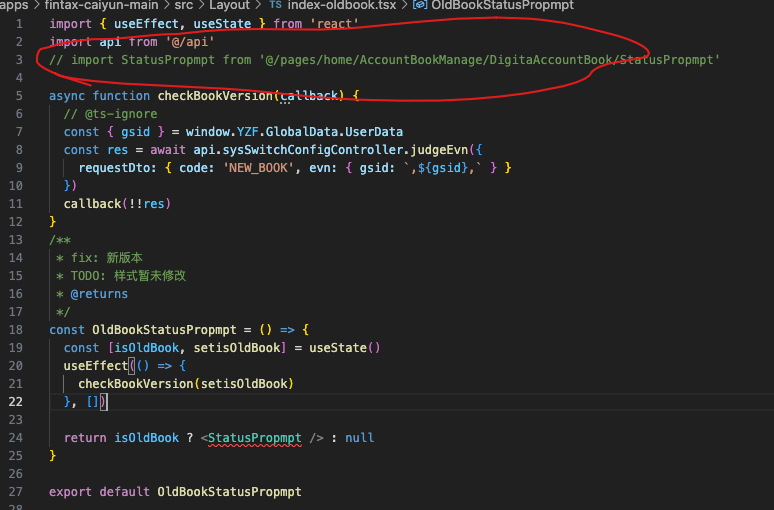 apps > fintax-caiyun-main > src > Layout > TS index-oldbook.tsx > OldBookStatusPropmpt
1 import { useEffect, useState } from 'react'
2 import api from '@/api'
3 // import StatusPropmpt from '@/pages/home/AccountBookManage/DigitaAccountBook/StatusPropmpt'
4
5 async function checkBookVersion(callback) {
6 // @ts-ignore
7 const { gsid } = window.YZF.GlobalData.UserData
8 const res = await api.sysSwitchConfigController.judgeEvn({
9 requestDto: { code: 'NEW_BOOK', evn: { gsid: `,${gsid},` } }
10 })
11 callback(!!res)
12 }
13 /**
14 * fix: 新版本
15 * TODO: 样式暂未修改
16 * @returns
17 */
18 const OldBookStatusPropmpt = () => {
19 const [isOldBook, setisOldBook] = useState()
20 useEffect(() => {
21 checkBookVersion(setisOldBook)
22 }, [])
23
24 return isOldBook ? <StatusPropmpt /> : null
25 }
26
27 export default OldBookStatusPropmpt
28